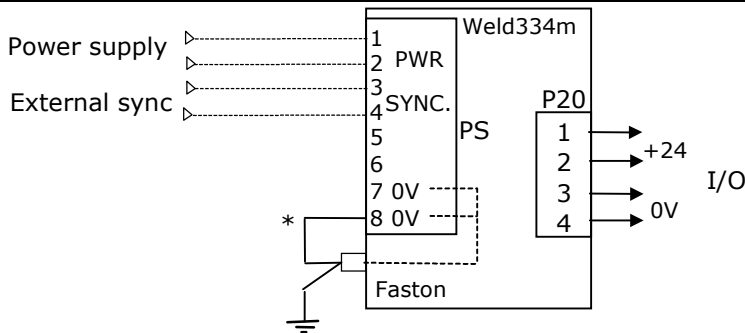 Weld334m
Power supply
External sync
1
2 PWR
3
4 SYNC.
5
6
7 0V
8 0V
PS
*
Faston
P20
1
2
3
4
+24
0V
I/O